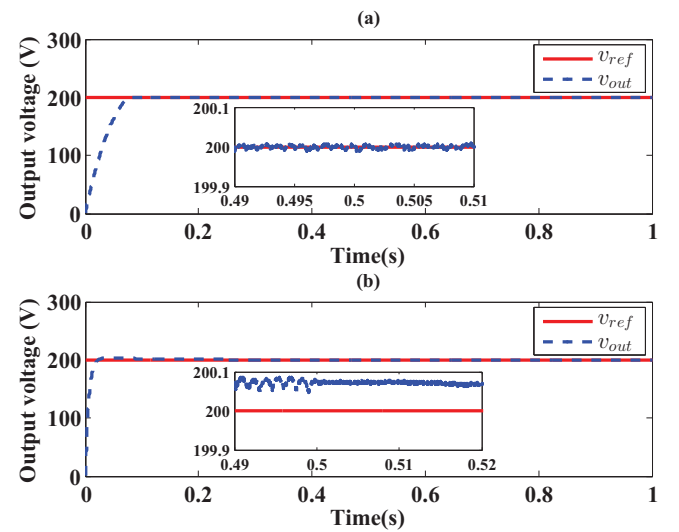 (a)
Output voltage (V)
300
200
100
0
v_ref
v_out
200.1
200
199.9
0.49 0.495 0.5 0.505 0.51
0 0.2 0.4 0.6 0.8 1
Time(s)
(b)
Output voltage (V)
300
200
100
0
v_ref
v_out
200.1
200
199.9
0.49 0.5 0.51 0.52
0 0.2 0.4 0.6 0.8 1
Time(s)